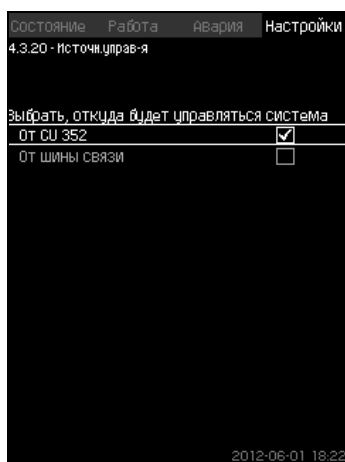 Состояние Работа Авария Настройки
4.3.20 - Источн.управ-я
Выбрать, откуда будет управляться система
От CU 352
От шины связи
2012-06-01 18:22